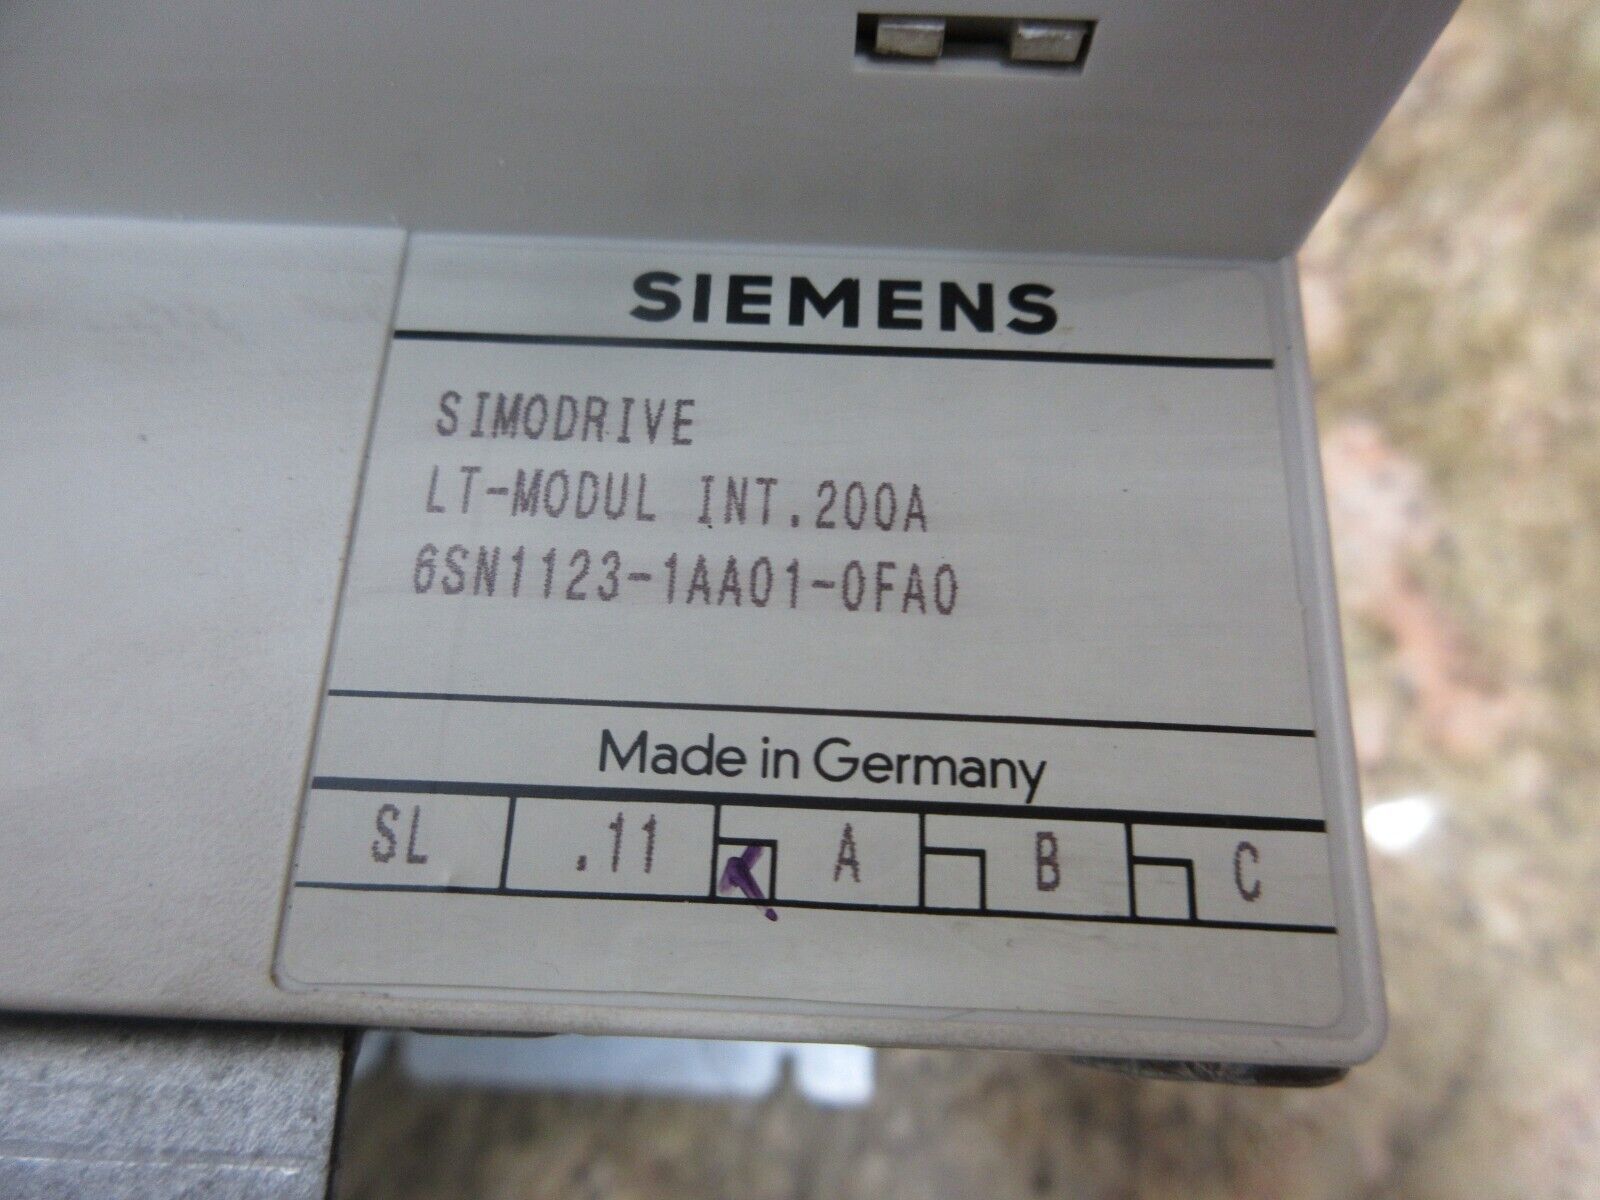 SIEMENS
SIMODRIVE
LT-MODUL INT.200A
6SN1123-1AA01-0FA0
Made in Germany
SL .11 A B C